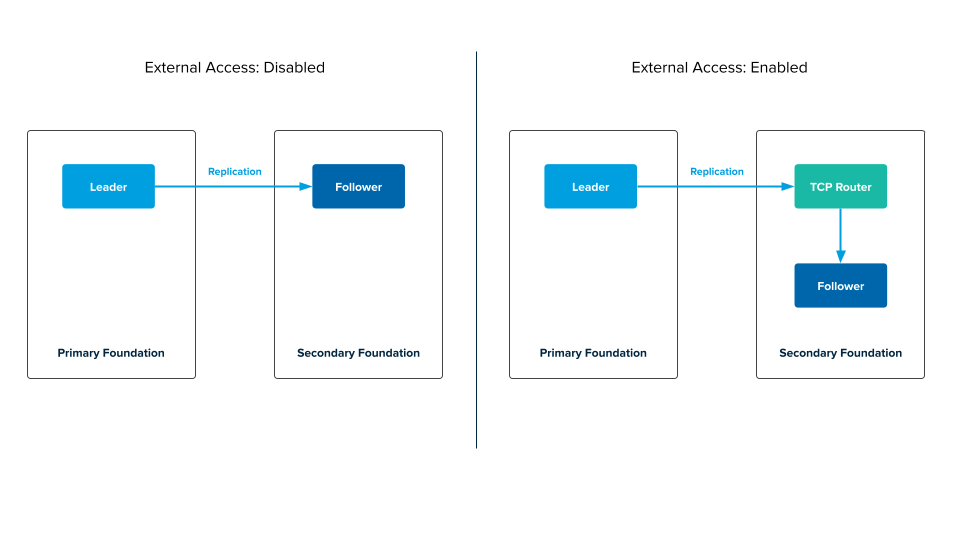 External Access: Disabled
Leader
Replication
Follower
Primary Foundation
Secondary Foundation
External Access: Enabled
Leader
Replication
TCP Router
Follower
Primary Foundation
Secondary Foundation